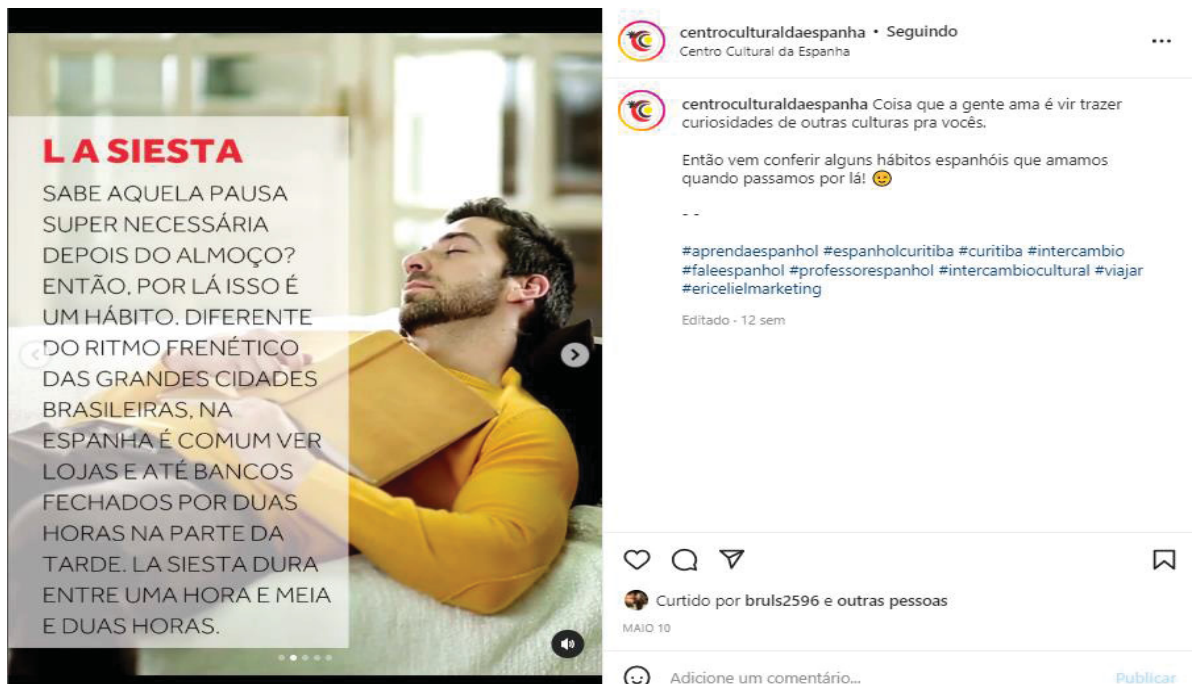 LA SIESTA
SABE AQUELA PAUSA
SUPER NECESSÁRIA
DEPOIS DO ALMOÇO?
ENTÃO, POR LÁ ISSO É
UM HÁBITO. DIFERENTE
DO RITMO FRENÉTICO
DAS GRANDES CIDADES
BRASILEIRAS, NA
ESPANHA É COMUM VER
LOJAS E ATÉ BANCOS
FECHADOS POR DUAS
HORAS NA PARTE DA
TARDE. LA SIESTA DURA
ENTRE UMA HORA E MEIA
E DUAS HORAS.
centroculturaldaespanha • Seguindo
Centro Cultural da Espanha
centroculturaldaespanha Coisa que a gente ama é vir trazer
curiosidades de outras culturas pra vocês.
Então vem conferir alguns hábitos espanhóis que amamos
quando passamos por lá! 😉
- -
#aprendaespanhol #espanholcuritiba #curitiba #intercambio
#faleespanhol #professorespanhol #intercambiocultural #viajar
#ericelielmarketing
Editado - 12 sem
Curtido por bruls2596 e outras pessoas
MAIO 10
Adicione um comentário... Publicar